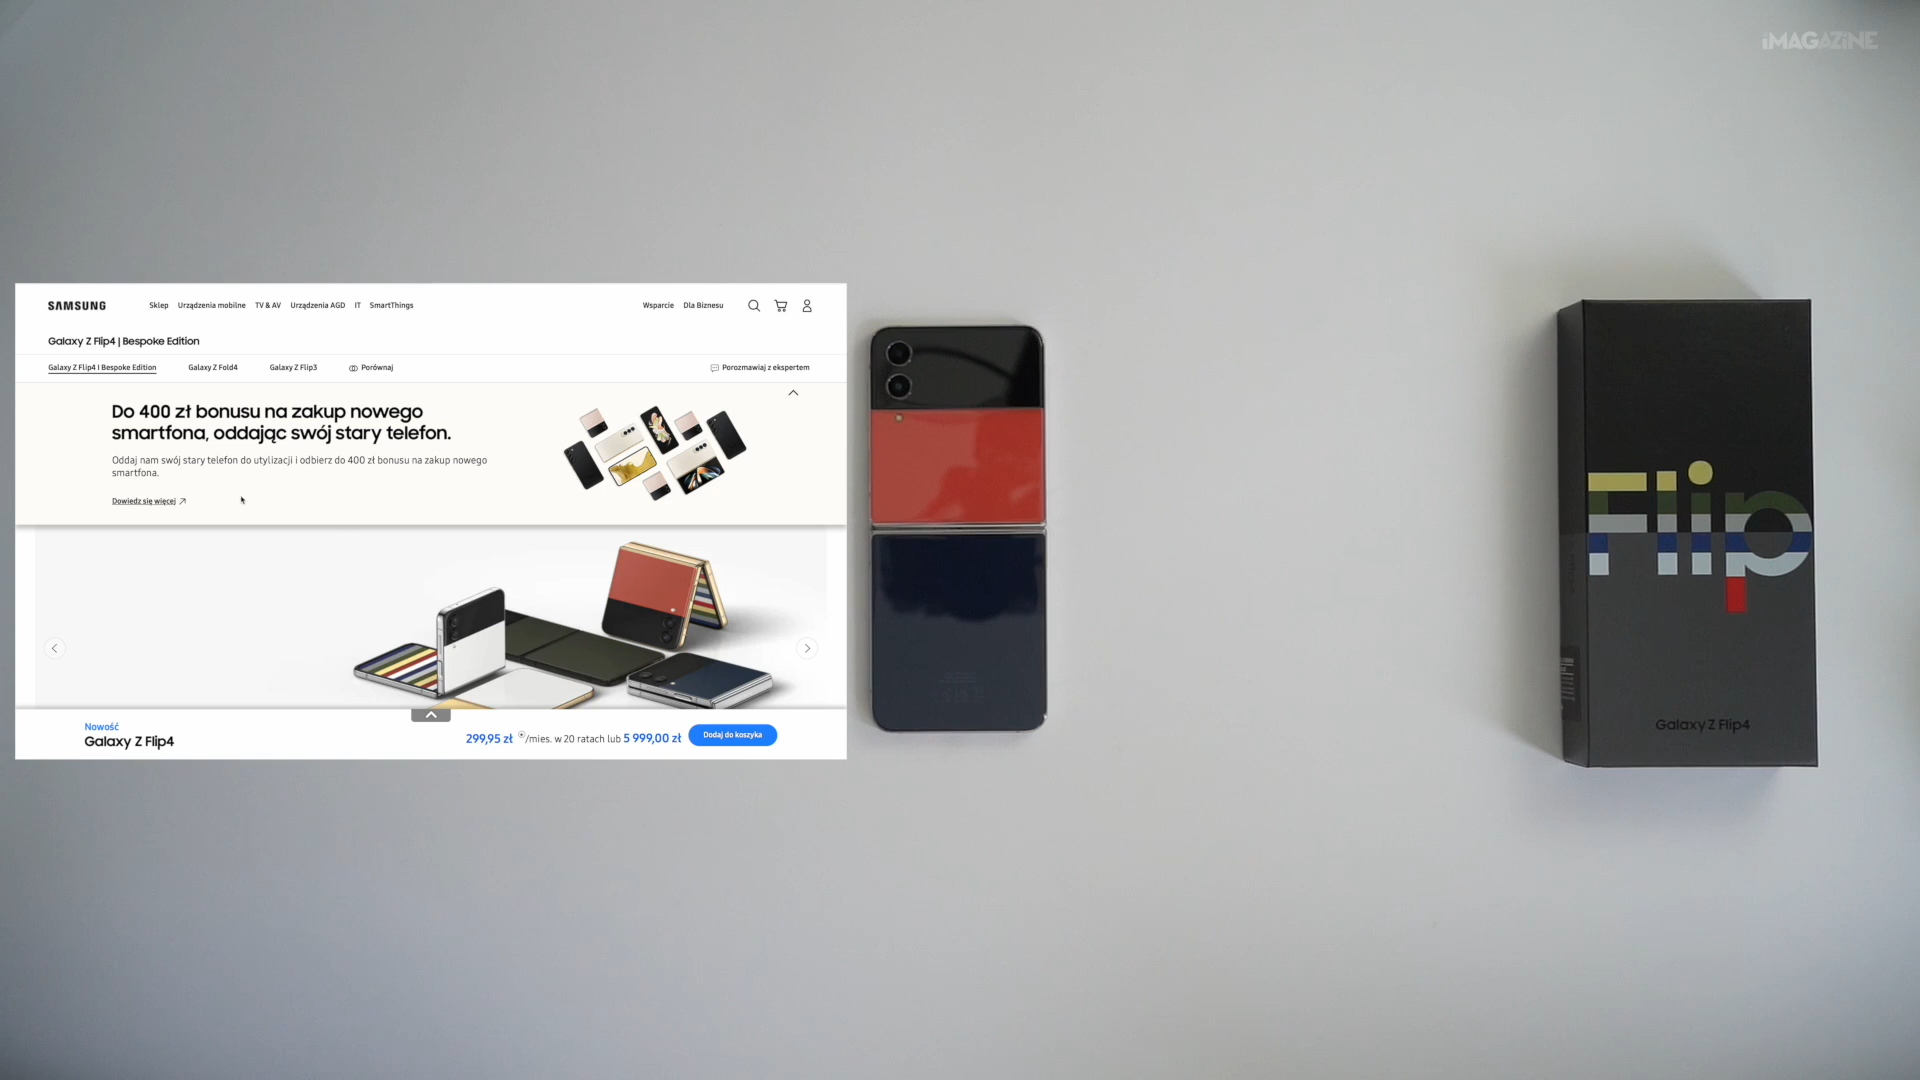 iMAGAZINE
SAMSUNG
Sklep Urządzenia mobilne TV & AV Urządzenia AGD IT SmartThings
Wsparcie Dla Biznesu
Galaxy Z Flip4 | Bespoke Edition
Galaxy Z Flip4 I Bespoke Edition Galaxy Z Fold4 Galaxy Z Flip3 Porównaj
Porozmawiaj z ekspertem
Do 400 zł bonusu na zakup nowego
smartfona, oddając swój stary telefon.
Oddaj nam swój stary telefon do utylizacji i odbierz do 400 zł bonusu na zakup nowego
smartfona.
Dowiedz się więcej
Nowość
Galaxy Z Flip4
299,95 zł /mies. w 20 ratach lub 5 999,00 zł
Dodaj do koszyka
Flip
Galaxy Z Flip4